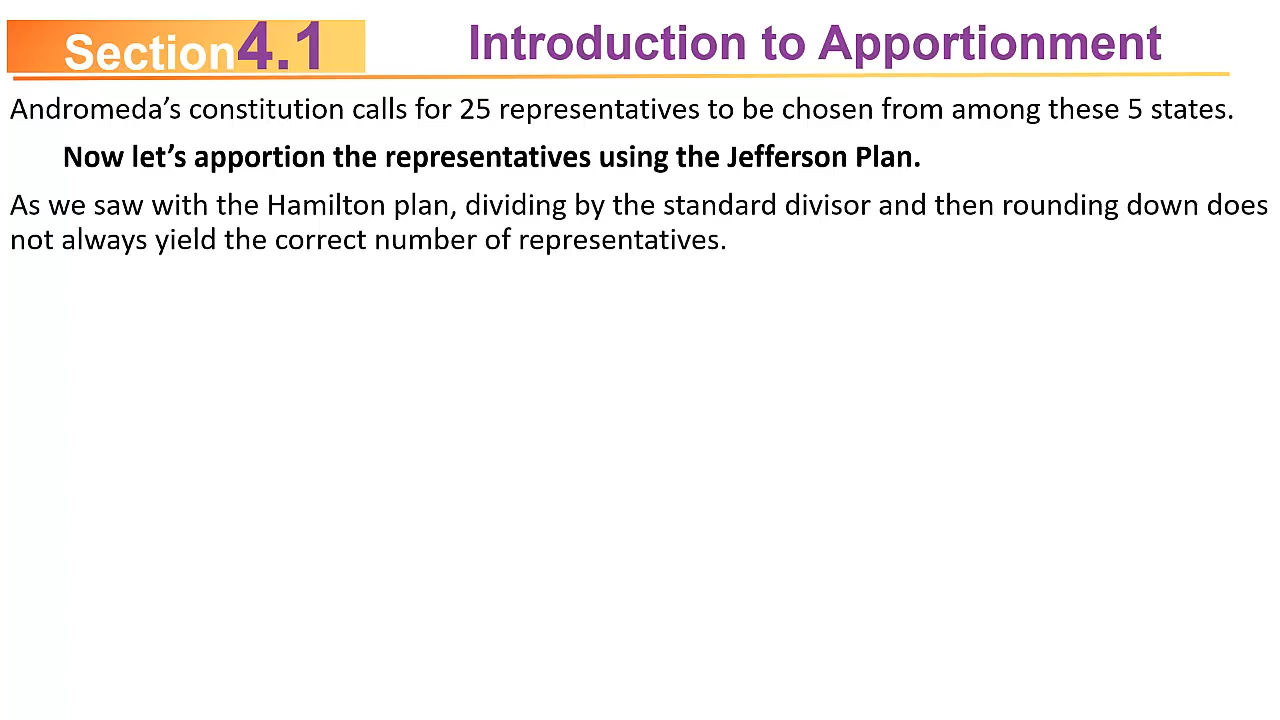 Section4.1 Introduction to Apportionment
Andromeda’s constitution calls for 25 representatives to be chosen from among these 5 states.
Now let’s apportion the representatives using the Jefferson Plan.
As we saw with the Hamilton plan, dividing by the standard divisor and then rounding down does
not always yield the correct number of representatives.